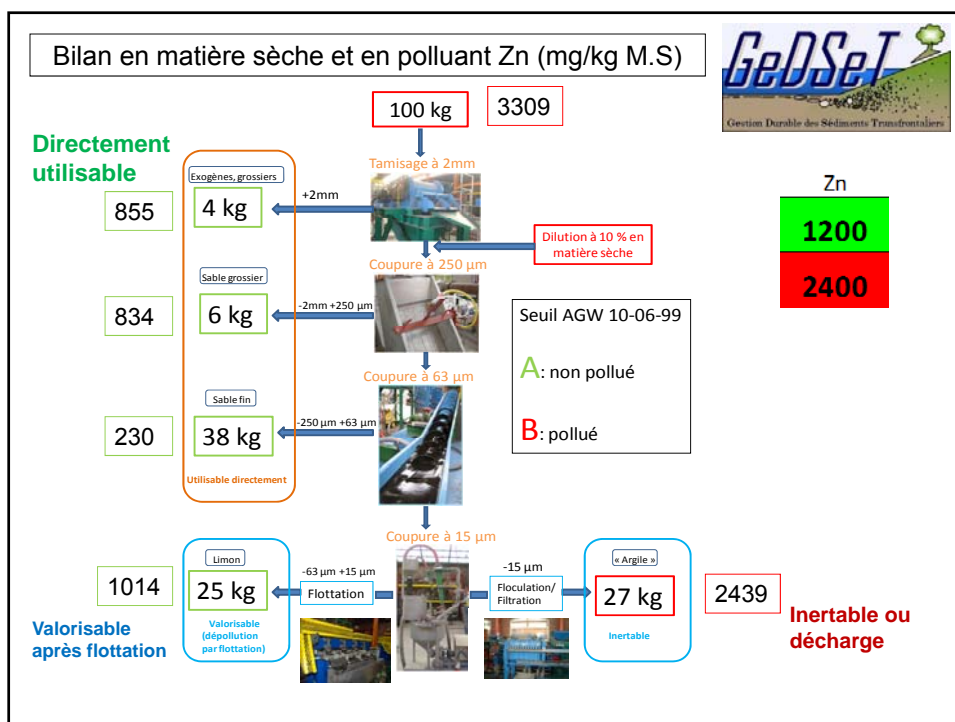 Bilan en matière sèche et en polluant Zn (mg/kg M.S)
GeDSeT
Gestion Durable des Sédiments Transfrontaliers
100 kg
3309
Directement
utilisable
Tamisage à 2mm
Exogènes, grossiers
+2mm
855
4 kg
Zn
1200
2400
Dilution à 10 % en
matière sèche
Coupure à 250 µm
Sable grossier
-2mm +250 µm
834
6 kg
Seuil AGW 10-06-99
A: non pollué
B: pollué
Coupure à 63 µm
Sable fin
-250 µm +63 µm
230
38 kg
Utilisable directement
Coupure à 15 µm
Limon
-63 µm +15 µm
-15 µm
« Argile »
1014
25 kg
Flottation
Floculation/
Filtration
27 kg
2439
Valorisable
après flottation
Valorisable
(dépollution
par flottation)
Inertable
Inertable ou
décharge